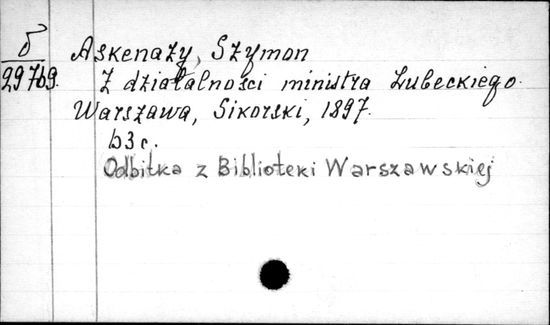 δ
29769.
Askenazy, Szymon
Z działalności ministra Lubeckiego.
Warszawa, Sikorski, 1897.
63 c.
Odbitka z Biblioteki Warszawskiej